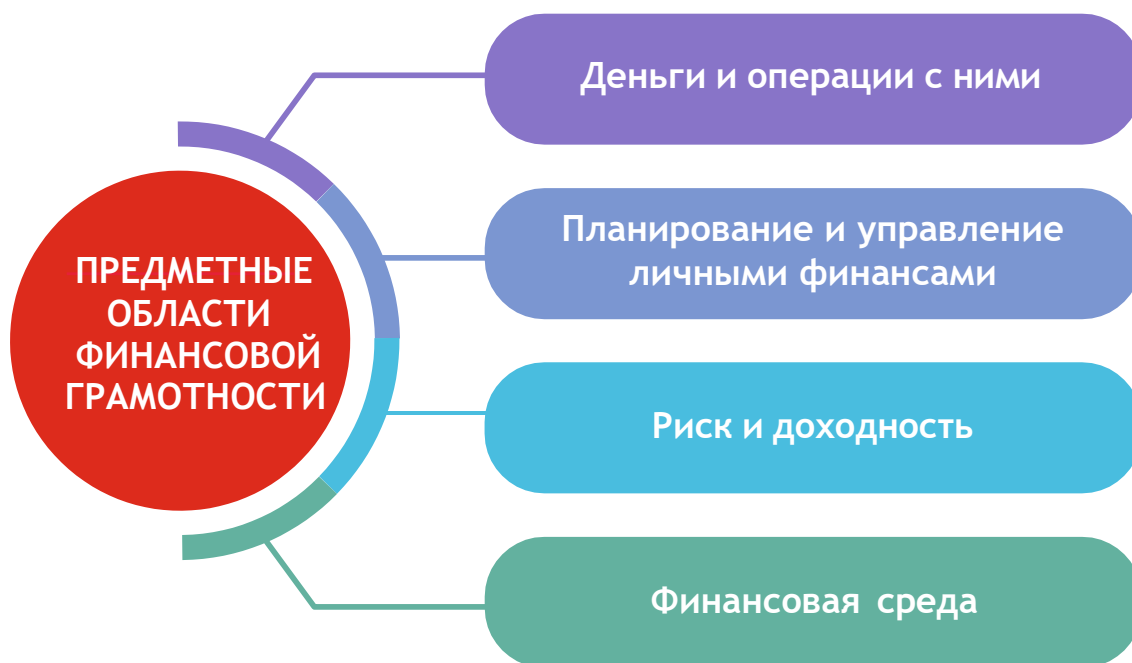 ПРЕДМЕТНЫЕ
ОБЛАСТИ
ФИНАНСОВОЙ
ГРАМОТНОСТИ
Деньги и операции с ними
Планирование и управление
личными финансами
Риск и доходность
Финансовая среда